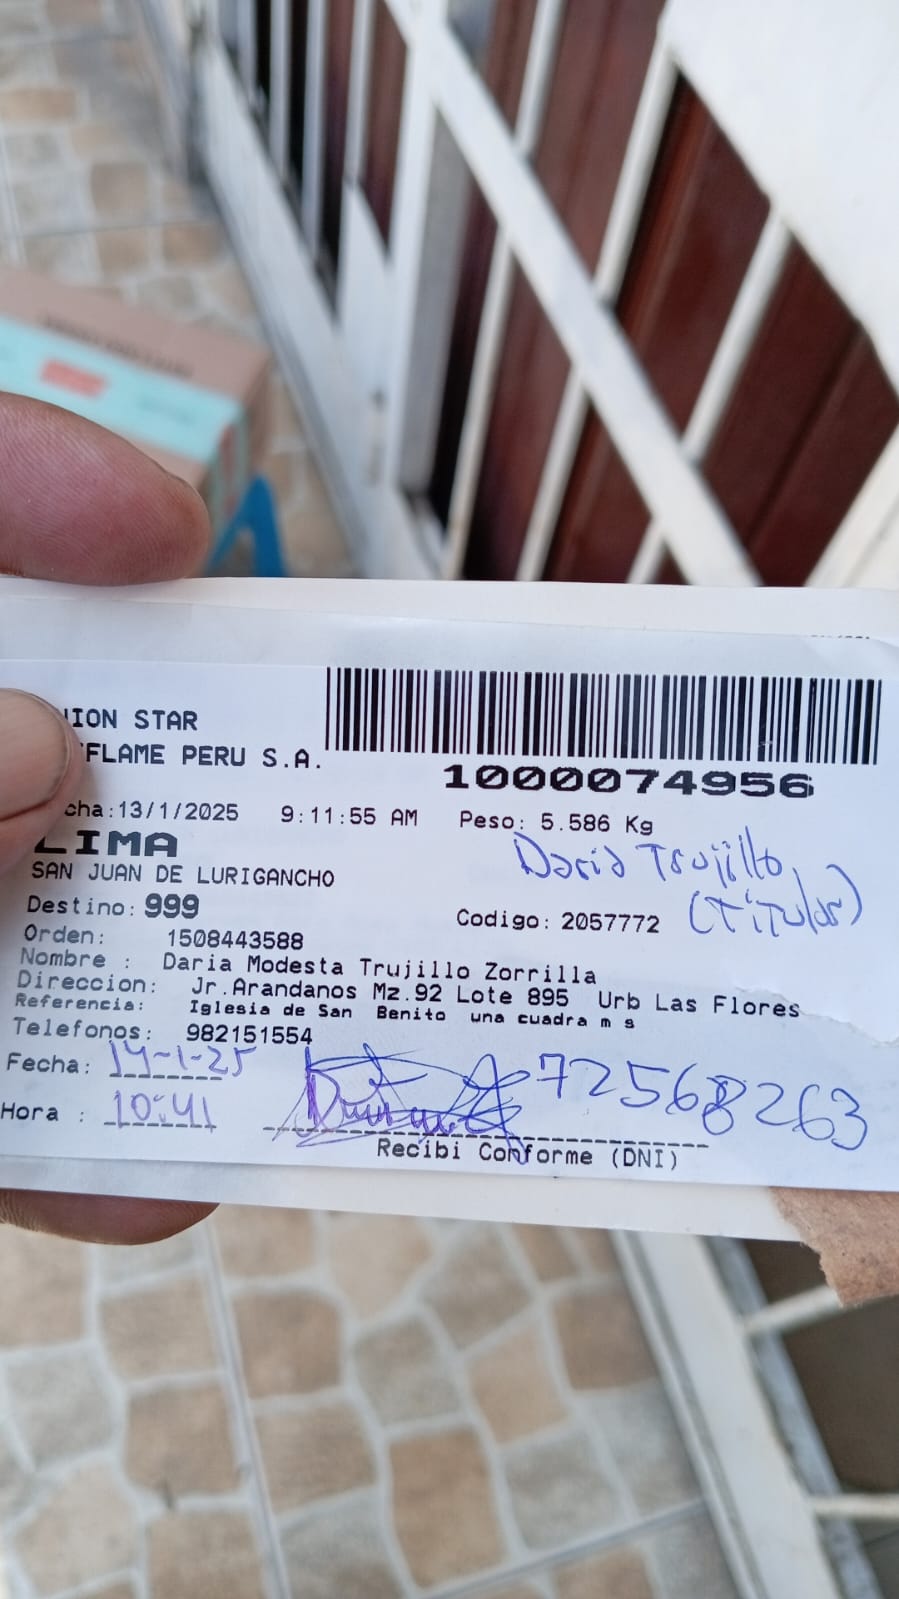 NION STAR
FLAME PERU S.A.
1000074956
cha:13/1/2025 9:11:55 AM Peso: 5.586 Kg
LIMA
Daria Trujillo
SAN JUAN DE LURIGANCHO
(Titular)
Destino: 999 Codigo: 2057772
Orden: 1508443588
Nombre : Daria Modesta Trujillo Zorrilla
Direccion: Jr.Arandanos Mz.92 Lote 895 Urb Las Flores
Referencia: Iglesia de San Benito una cuadra m s
Telefonos: 982151554
Fecha: 14-1-25
72568263
Hora : 10:41
Recibi Conforme (DNI)